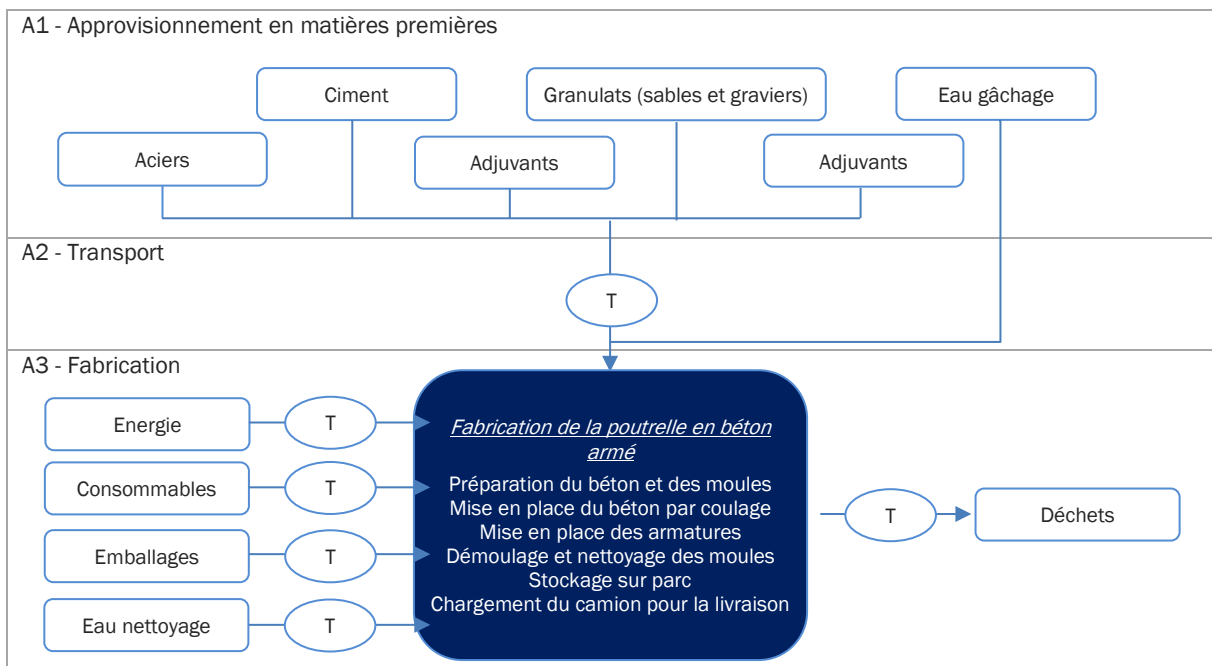 A1 - Approvisionnement en matières premières
Ciment
Granulats (sables et graviers)
Eau gâchage
Aciers
Adjuvants
Adjuvants
A2 - Transport
T
A3 - Fabrication
Energie
T
Consommables
T
Emballages
T
Eau nettoyage
T
Fabrication de la poutrelle en béton
armé
Préparation du béton et des moules
Mise en place du béton par coulage
Mise en place des armatures
Démoulage et nettoyage des moules
Stockage sur parc
Chargement du camion pour la livraison
T
Déchets